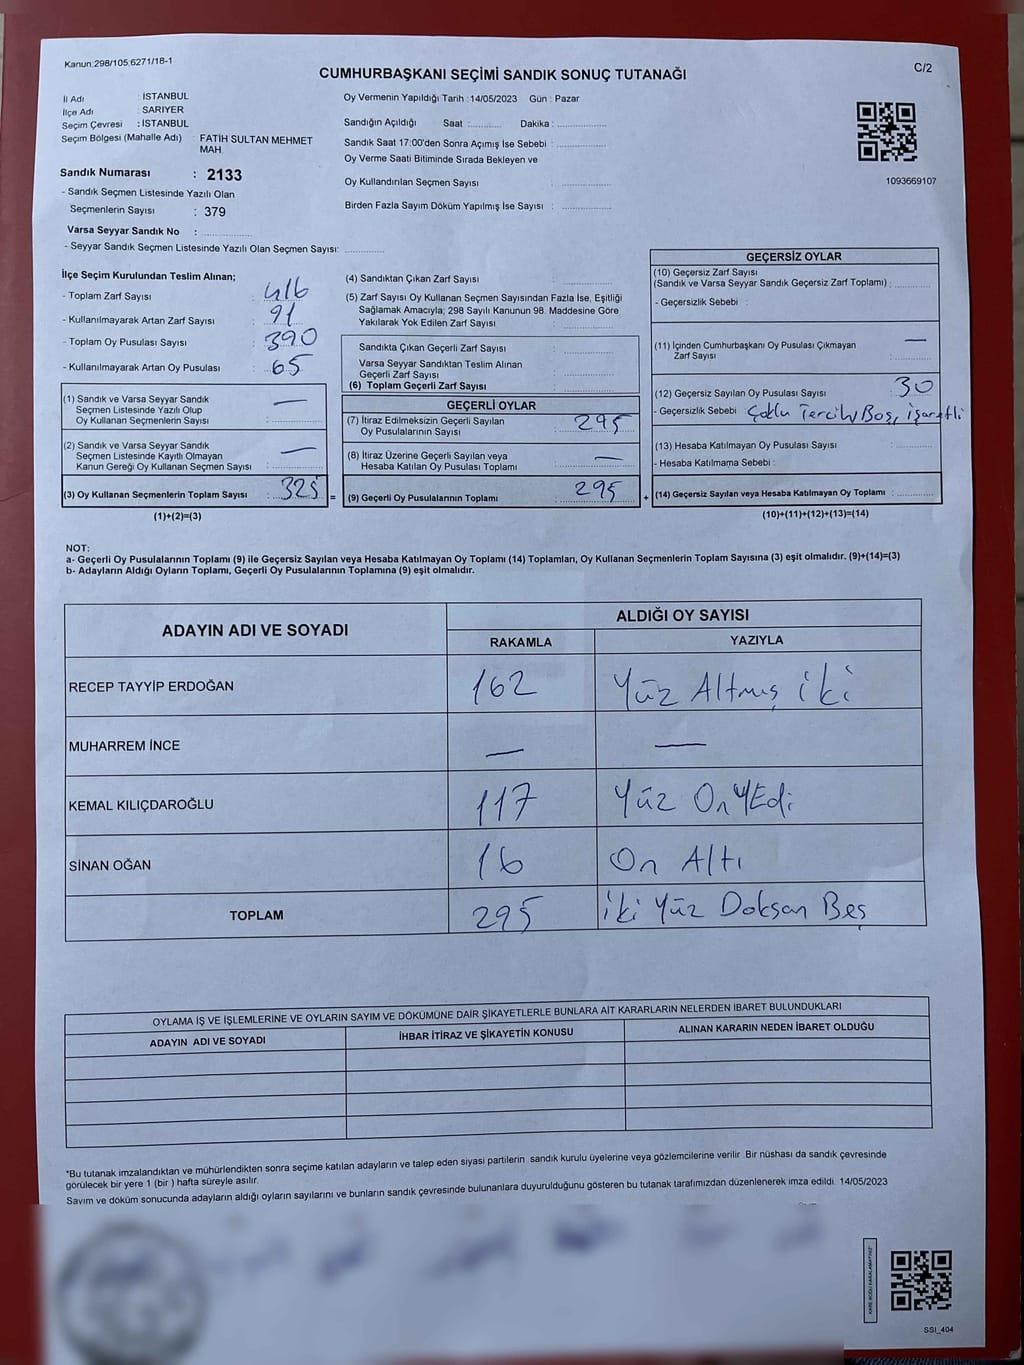 Kanun:298/105,6271/18-1
CUMHURBAŞKANI SEÇİMİ SANDIK SONUÇ TUTANAĞI
C/2
İl Adı : İSTANBUL
İlçe Adı : SARIYER
Seçim Çevresi : İSTANBUL
Seçim Bölgesi (Mahalle Adı) : FATİH SULTAN MEHMET
MAH
Sandık Numarası : 2133
- Sandık Seçmen Listesinde Yazılı Olan
Seçmenlerin Sayısı : 379
Varsa Seyyar Sandık No :
- Seyyar Sandık Seçmen Listesinde Yazılı Olan Seçmen Sayısı:
Oy Vermenin Yapıldığı Tarih : 14/05/2023 Gün : Pazar
Sandığın Açıldığı Saat : Dakika :
Sandık Saat 17:00'den Sonra Açımış İse Sebebi :
Oy Verme Saati Bitiminde Sırada Bekleyen ve
Oy Kullandırılan Seçmen Sayısı :
Birden Fazla Sayım Döküm Yapılmış İse Sayısı :
1093669107
İlçe Seçim Kurulundan Teslim Alınan;
- Toplam Zarf Sayısı : 416
- Kullanılmayarak Artan Zarf Sayısı : 91
- Toplam Oy Pusulası Sayısı : 390
- Kullanılmayarak Artan Oy Pusulası : 65
(1) Sandık ve Varsa Seyyar Sandık
Seçmen Listesinde Yazılı Olup
Oy Kullanan Seçmenlerin Sayısı : —
(2) Sandık ve Varsa Seyyar Sandık
Seçmen Listesinde Kayıtlı Olmayan
Kanun Gereği Oy Kullanan Seçmen Sayısı : —
(3) Oy Kullanan Seçmenlerin Toplam Sayısı : 325 =
(1)+(2)=(3)
(4) Sandıktan Çıkan Zarf Sayısı :
(5) Zarf Sayısı Oy Kullanan Seçmen Sayısından Fazla İse, Eşitliği
Sağlamak Amacıyla; 298 Sayılı Kanunun 98. Maddesine Göre
Yakılarak Yok Edilen Zarf Sayısı :
Sandıkta Çıkan Geçerli Zarf Sayısı :
Varsa Seyyar Sandıktan Teslim Alınan
Geçerli Zarf Sayısı :
(6) Toplam Geçerli Zarf Sayısı :
GEÇERLİ OYLAR
(7) İtiraz Edilmeksizin Geçerli Sayılan
Oy Pusulalarının Sayısı : 295
(8) İtiraz Üzerine Geçerli Sayılan veya
Hesaba Katılan Oy Pusulası Toplamı : —
(9) Geçerli Oy Pusulalarının Toplamı : 295 +
GEÇERSİZ OYLAR
(10) Geçersiz Zarf Sayısı
(Sandık ve Varsa Seyyar Sandık Geçersiz Zarf Toplamı) :
- Geçersizlik Sebebi :
(11) İçinden Cumhurbaşkanı Oy Pusulası Çıkmayan
Zarf Sayısı : —
(12) Geçersiz Sayılan Oy Pusulası Sayısı : 30
- Geçersizlik Sebebi : Çoklu Tercih, Boş, İşaretli
(13) Hesaba Katılmayan Oy Pusulası Sayısı :
- Hesaba Katılmama Sebebi :
(14) Geçersiz Sayılan veya Hesaba Katılmayan Oy Toplamı :
(10)+(11)+(12)+(13)=(14)
NOT:
a- Geçerli Oy Pusulalarının Toplamı (9) ile Geçersiz Sayılan veya Hesaba Katılmayan Oy Toplamı (14) Toplamları, Oy Kullanan Seçmenlerin Toplam Sayısına (3) eşit olmalıdır. (9)+(14)=(3)
b- Adayların Aldığı Oyların Toplamı, Geçerli Oy Pusulalarının Toplamına (9) eşit olmalıdır.
ADAYIN ADI VE SOYADI ALDIĞI OY SAYISI
RAKAMLA YAZIYLA
RECEP TAYYİP ERDOĞAN 162 Yüz Altmış iki
MUHARREM İNCE — —
KEMAL KILIÇDAROĞLU 117 Yüz On YEdi
SİNAN OĞAN 16 On Altı
TOPLAM 295 iki Yüz Doksan Beş
OYLAMA İŞ VE İŞLEMLERİNE VE OYLARIN SAYIM VE DÖKÜMÜNE DAİR ŞİKAYETLERLE BUNLARA AİT KARARLARIN NELERDEN İBARET BULUNDUKLARI
ADAYIN ADI VE SOYADI İHBAR İTİRAZ VE ŞİKAYETİN KONUSU ALINAN KARARIN NEDEN İBARET OLDUĞU
*Bu tutanak imzalandıktan ve mühürlendikten sonra seçime katılan adayların ve talep eden siyasi partilerin sandık kurulu üyelerine veya gözlemcilerine verilir. Bir nüshası da sandık çevresinde
görülecek bir yere 1 (bir ) hafta süreyle asılır.
Sayım ve döküm sonucunda adayların aldığı oyların sayılarını ve bunların sandık çevresinde bulunanlara duyurulduğunu gösteren bu tutanak tarafımızdan düzenlenerek imza edildi. 14/05/2023
SSI_404